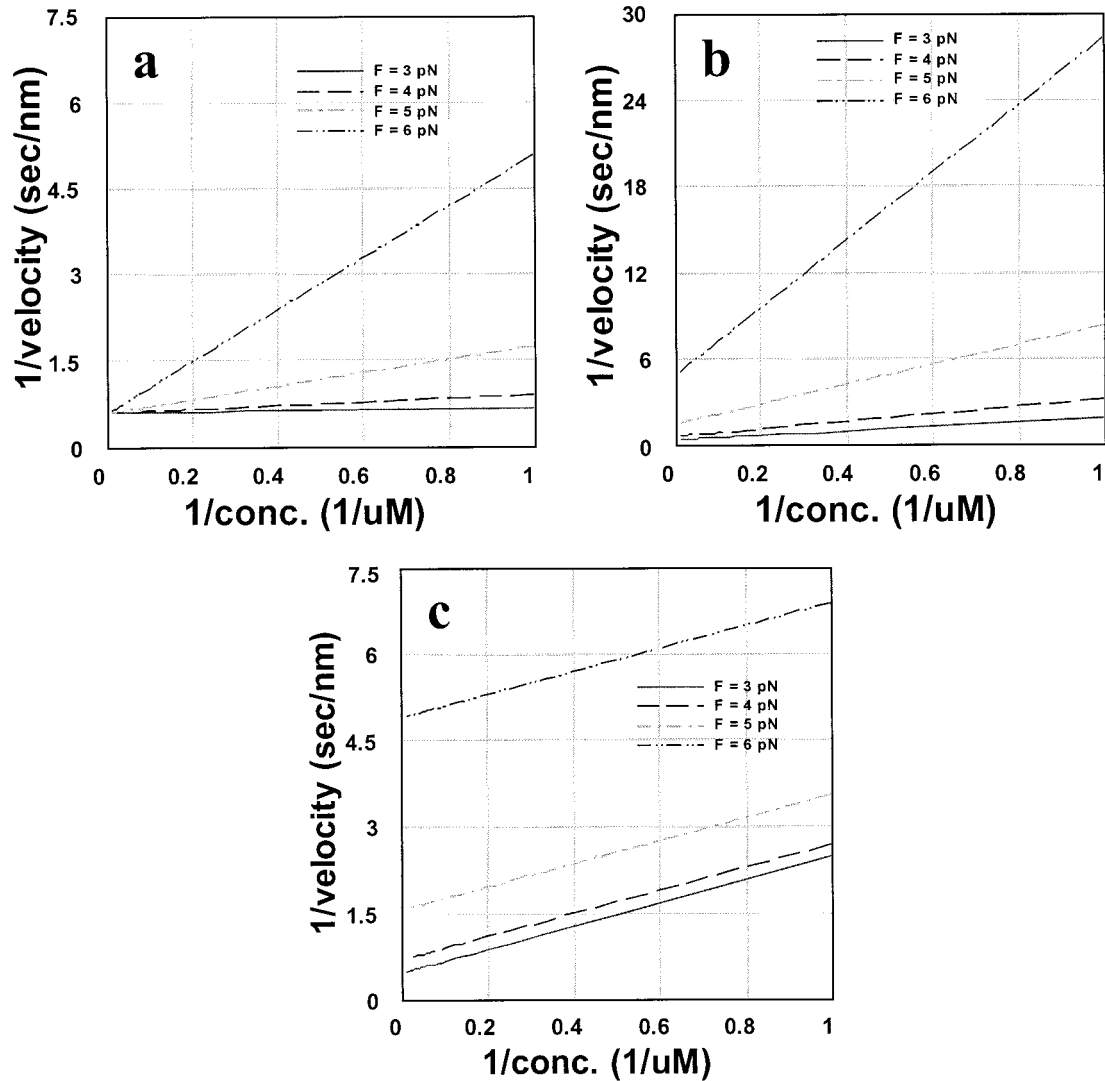 a
F = 3 pN
F = 4 pN
F = 5 pN
F = 6 pN
7.5
6
4.5
3
1.5
0
0 0.2 0.4 0.6 0.8 1
1/velocity (sec/nm)
1/conc. (1/uM)
b
F = 3 pN
F = 4 pN
F = 5 pN
F = 6 pN
30
24
18
12
6
0
0 0.2 0.4 0.6 0.8 1
1/velocity (sec/nm)
1/conc. (1/uM)
c
F = 3 pN
F = 4 pN
F = 5 pN
F = 6 pN
7.5
6
4.5
3
1.5
0
0 0.2 0.4 0.6 0.8 1
1/velocity (sec/nm)
1/conc. (1/uM)